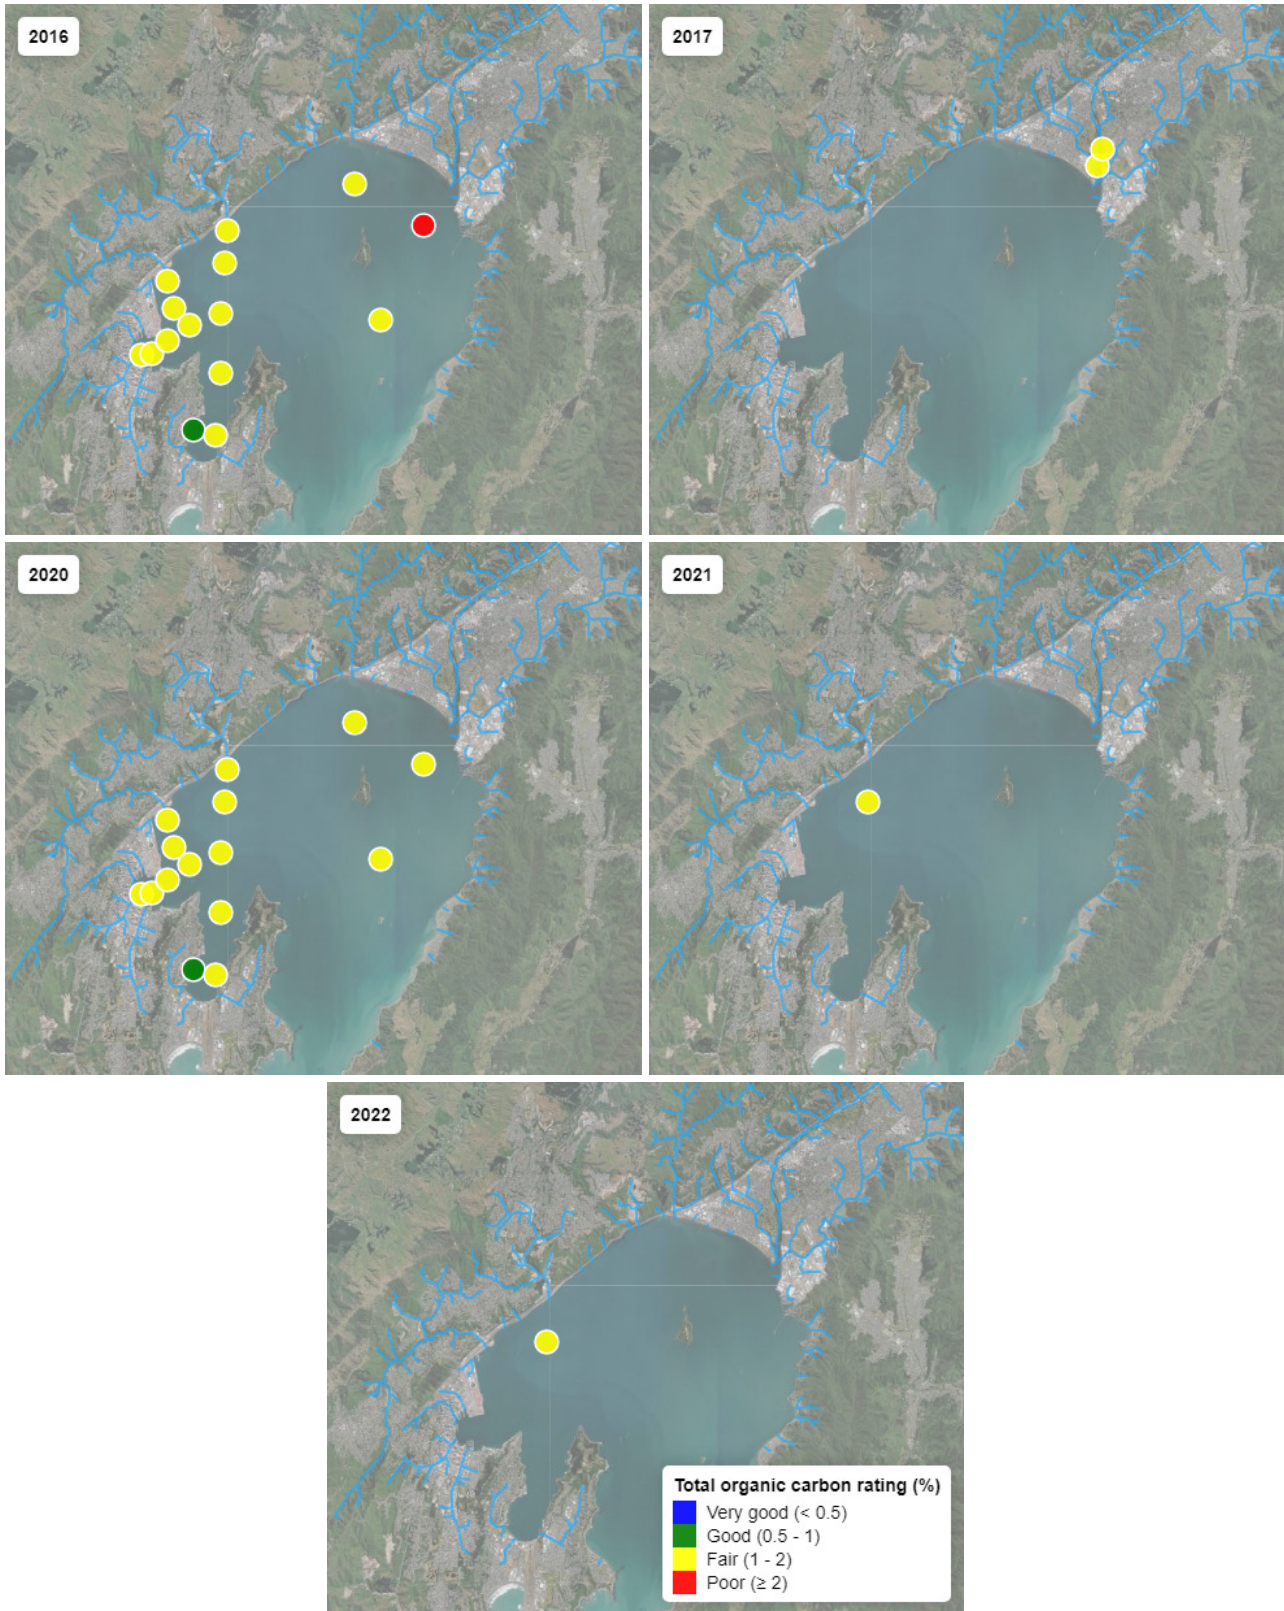 2016
2017
2020
2021
2022
Total organic carbon rating (%)
Very good (< 0.5)
Good (0.5 - 1)
Fair (1 - 2)
Poor (≥ 2)